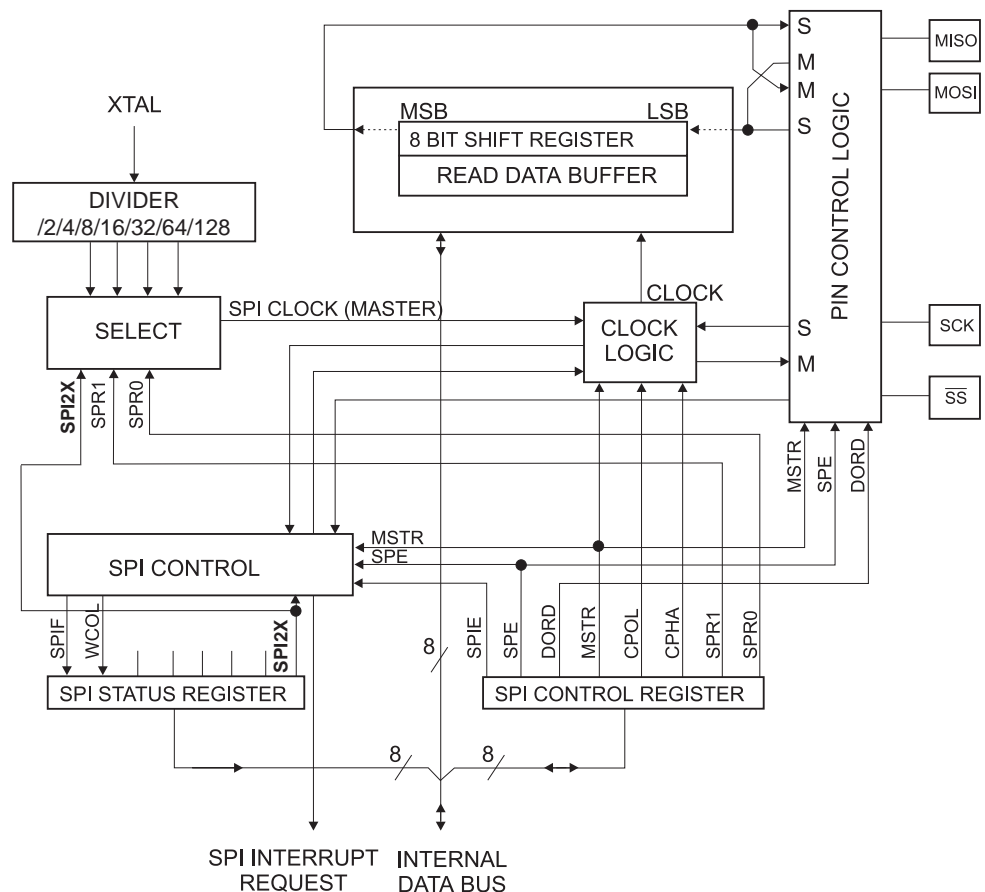 S
MISO
M
M
MOSI
XTAL
MSB
LSB
S
8 BIT SHIFT REGISTER
READ DATA BUFFER
PIN CONTROL LOGIC
DIVIDER
/2/4/8/16/32/64/128
SPI CLOCK (MASTER)
CLOCK
SELECT
CLOCK
LOGIC
S
SCK
M
SS
SPI2X
SPR1
SPR0
MSTR
SPE
DORD
MSTR
SPE
SPI CONTROL
SPIF
WCOL
SPI2X
SPIE
SPE
DORD
MSTR
CPOL
CPHA
SPR1
SPR0
8
SPI STATUS REGISTER
SPI CONTROL REGISTER
8
8
SPI INTERRUPT
REQUEST
INTERNAL
DATA BUS